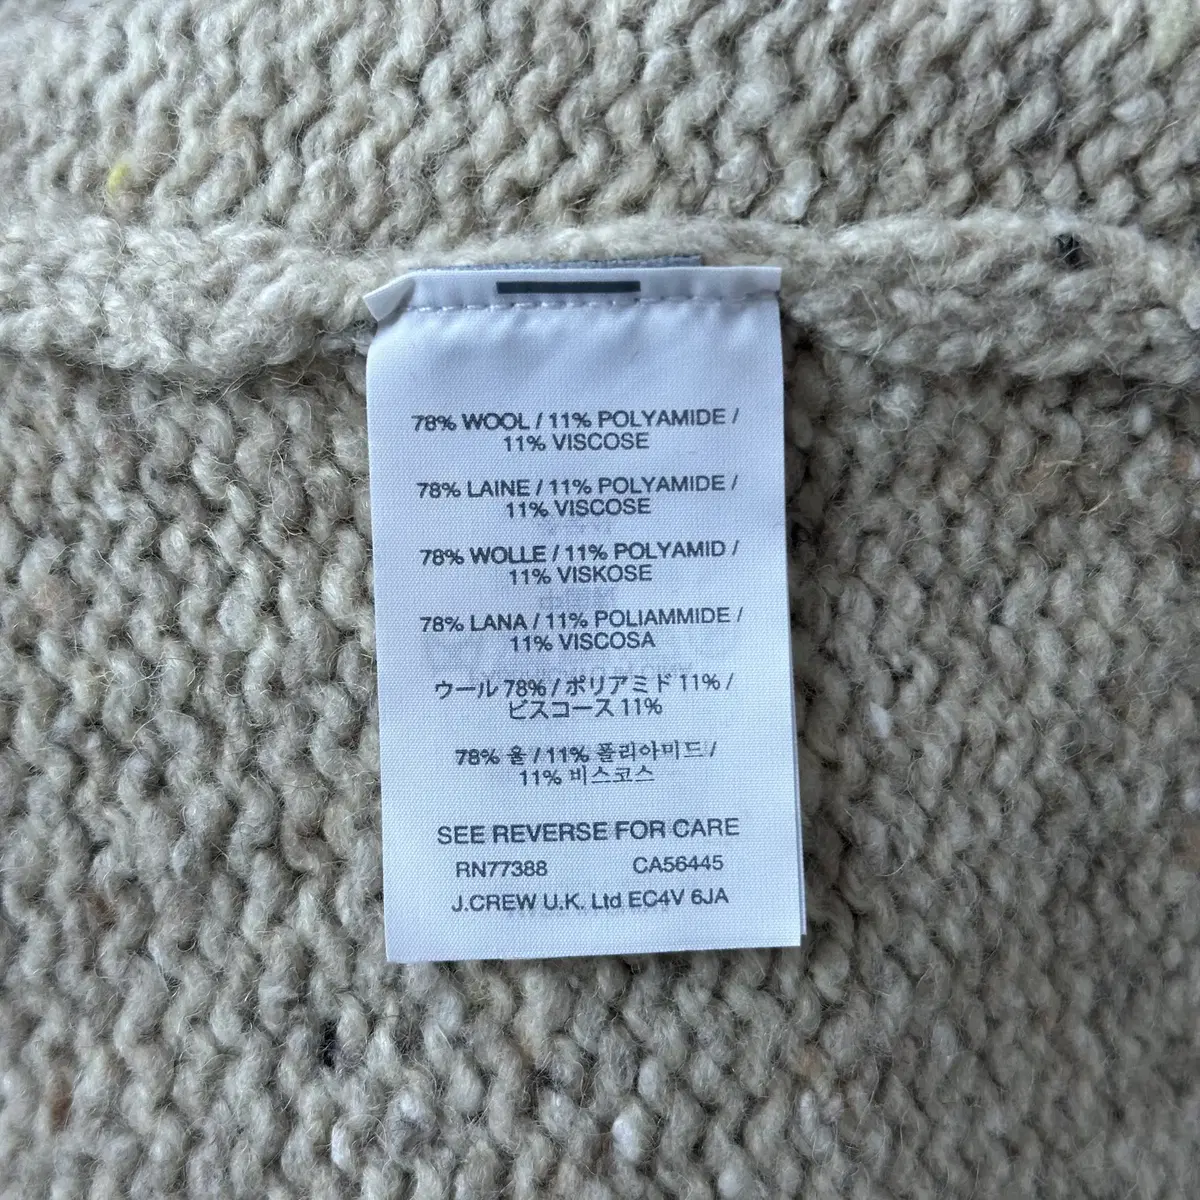 78% WOOL / 11% POLYAMIDE /
11% VISCOSE
78% LAINE / 11% POLYAMIDE /
11% VISCOSE
78% WOLLE / 11% POLYAMID /
11% VISKOSE
78% LANA / 11% POLIAMMIDE /
11% VISCOSA
ウール 78% / ポリアミド 11% /
ビスコース 11%
78% 울 / 11% 폴리아미드 /
11% 비스코스
SEE REVERSE FOR CARE
RN77388 CA56445
J.CREW U.K. Ltd EC4V 6JA